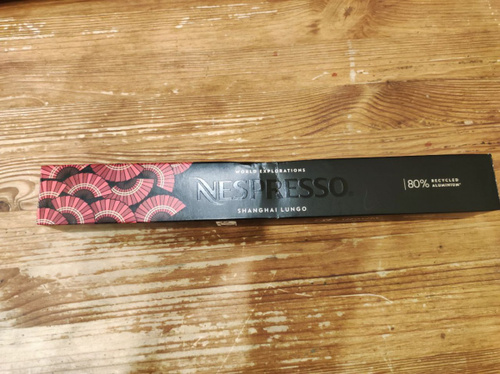 WORLD EXPLORATIONS
NESPRESSO
SHANGHAI LUNGO
80% RECYCLED
ALUMINIUM*